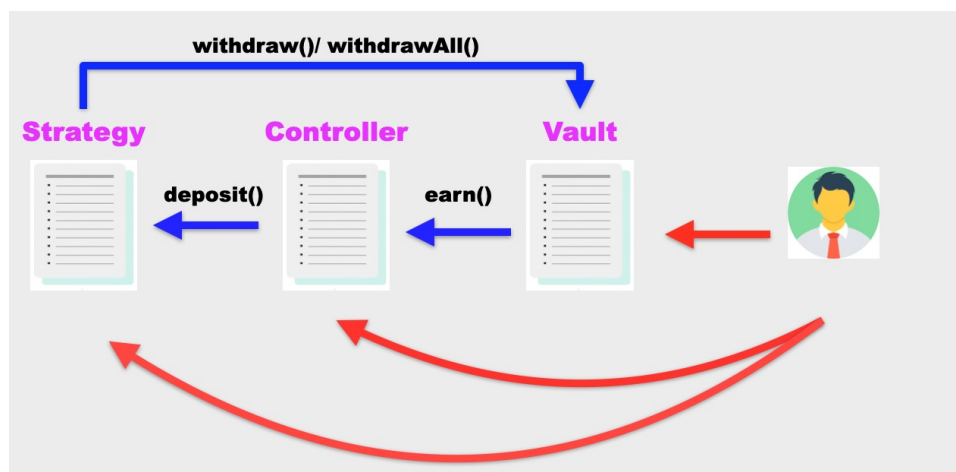 withdraw()/ withdrawAll()
Strategy
Controller
Vault
deposit()
earn()